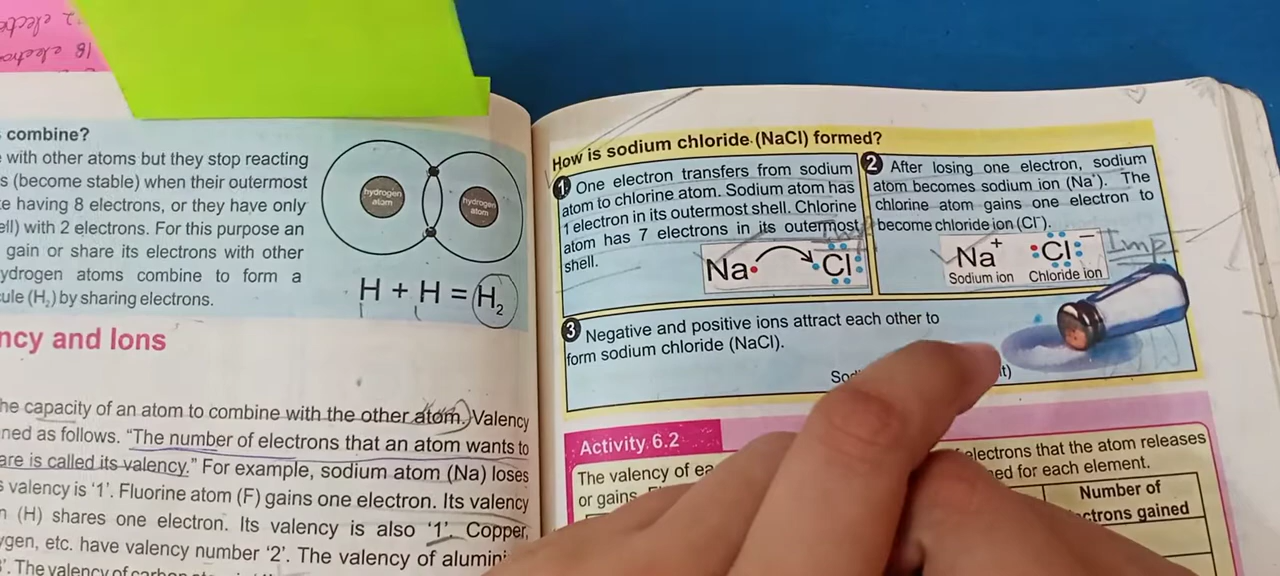 2 elect
18 electron
combine?
with other atoms but they stop reacting
s (become stable) when their outermost
e having 8 electrons, or they have only
ell) with 2 electrons. For this purpose an
gain or share its electrons with other
ydrogen atoms combine to form a
cule (H₂) by sharing electrons.
hydrogen
atom
hydrogen
atom
H + H = H₂
ncy and Ions
he capacity of an atom to combine with the other atom. Valency
ned as follows. “The number of electrons that an atom wants to
are is called its valency.” For example, sodium atom (Na) loses
s valency is ‘1’. Fluorine atom (F) gains one electron. Its valency
n (H) shares one electron. Its valency is also ‘1’. Copper,
ygen, etc. have valency number ‘2’. The valency of alumini
3’. The valency of carbon
How is sodium chloride (NaCl) formed?
1 One electron transfers from sodium
atom to chlorine atom. Sodium atom has
1 electron in its outermost shell. Chlorine
atom has 7 electrons in its outermost
shell.
Na Cl
2 After losing one electron, sodium
atom becomes sodium ion (Na⁺). The
chlorine atom gains one electron to
become chloride ion (Cl⁻).
Na⁺ Cl⁻
Sodium ion Chloride ion
Imp
3 Negative and positive ions attract each other to
form sodium chloride (NaCl).
Activity 6.2
The valency of ea
electrons that the atom releases
or gains.
ed for each element.
Number of
ctrons gained